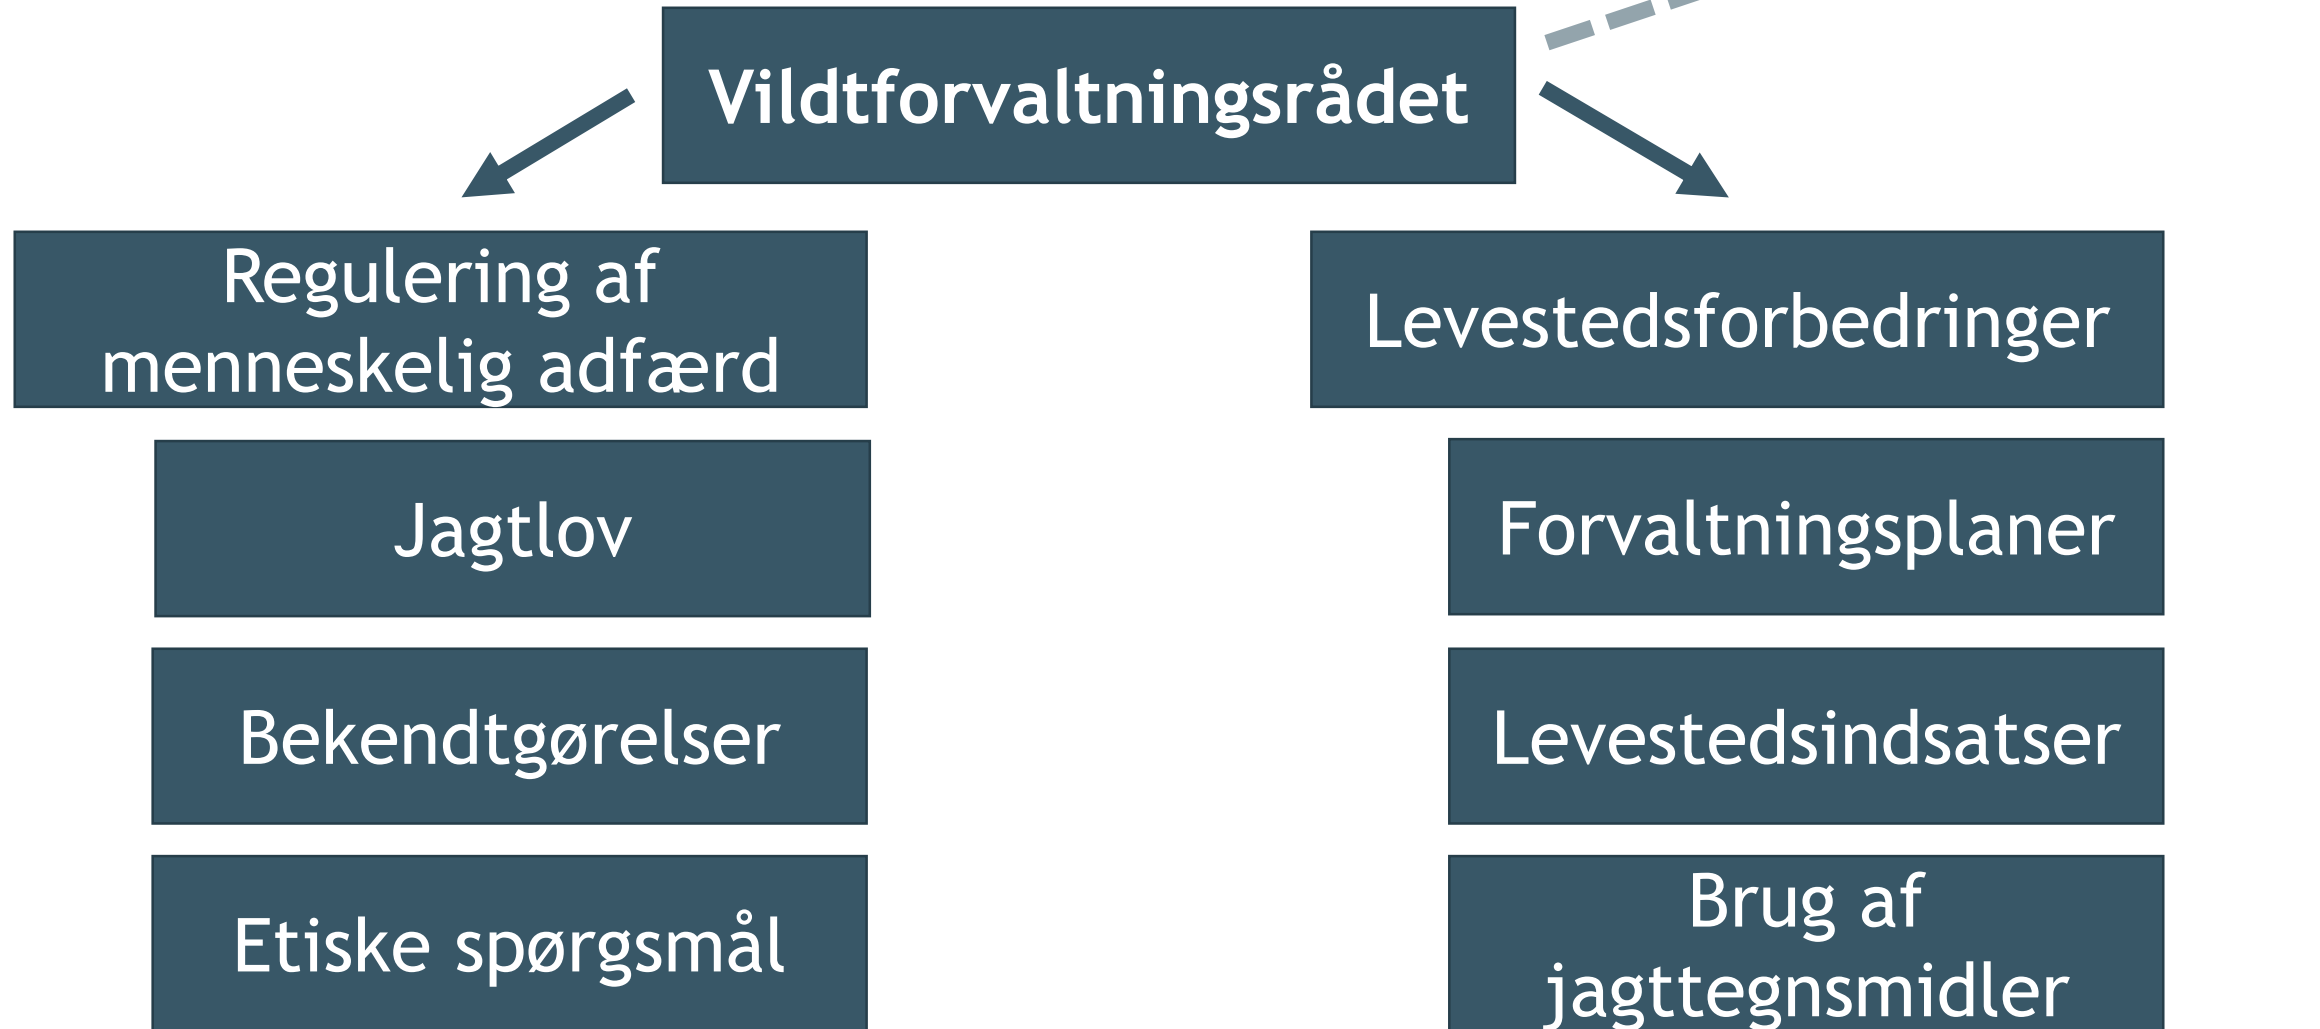 Vildtforvaltningsrådet
Regulering af
menneskelig adfærd
Jagtlov
Bekendtgørelser
Etiske spørgsmål
Levestedsforbedringer
Forvaltningsplaner
Levestedsindsatser
Brug af
jagttegnsmidler